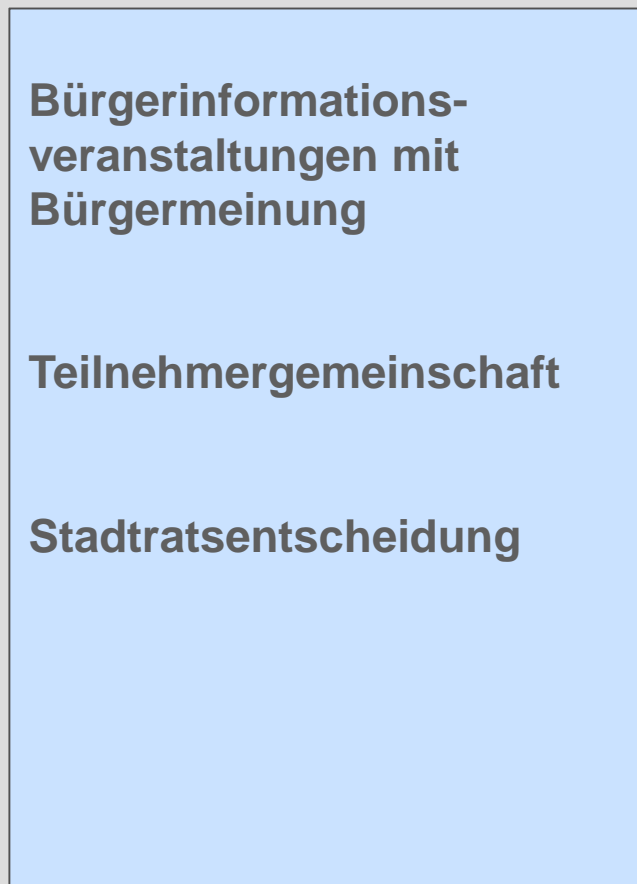 Bürgerinformations-
veranstaltungen mit
Bürgermeinung
Teilnehmergemeinschaft
Stadtratsentscheidung